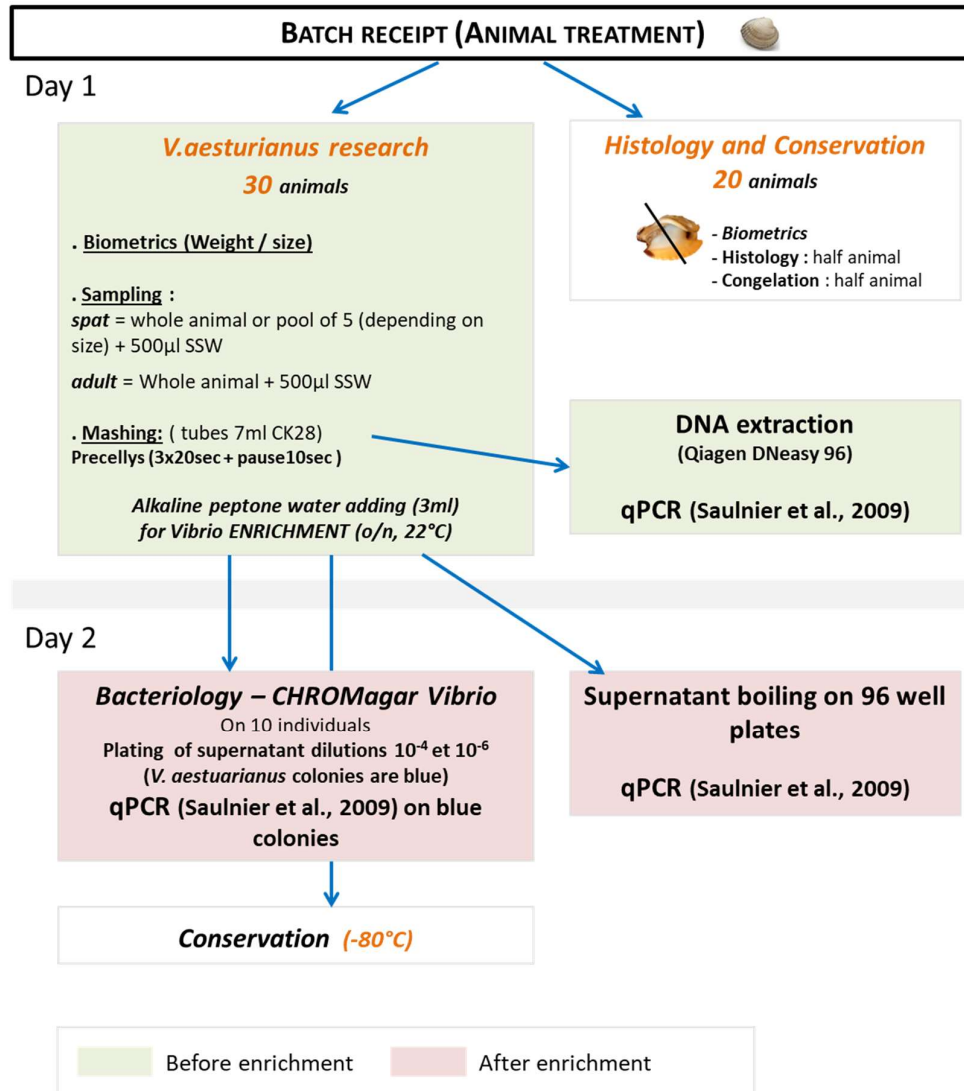 BATCH RECEIPT (ANIMAL TREATMENT)
Day 1
V.aesturianus research
30 animals
. Biometrics (Weight / size)
. Sampling :
spat = whole animal or pool of 5 (depending on
size) + 500µl SSW
adult = Whole animal + 500µl SSW
. Mashing: ( tubes 7ml CK28)
Precellys (3x20sec + pause10sec )
Alkaline peptone water adding (3ml)
for Vibrio ENRICHMENT (o/n, 22°C)
Histology and Conservation
20 animals
- Biometrics
- Histology : half animal
- Congelation : half animal
DNA extraction
(Qiagen DNeasy 96)
qPCR (Saulnier et al., 2009)
Day 2
Bacteriology – CHROMagar Vibrio
On 10 individuals
Plating of supernatant dilutions 10⁻⁴ et 10⁻⁶
(V. aestuarianus colonies are blue)
qPCR (Saulnier et al., 2009) on blue
colonies
Supernatant boiling on 96 well
plates
qPCR (Saulnier et al., 2009)
Conservation (-80°C)
Before enrichment
After enrichment